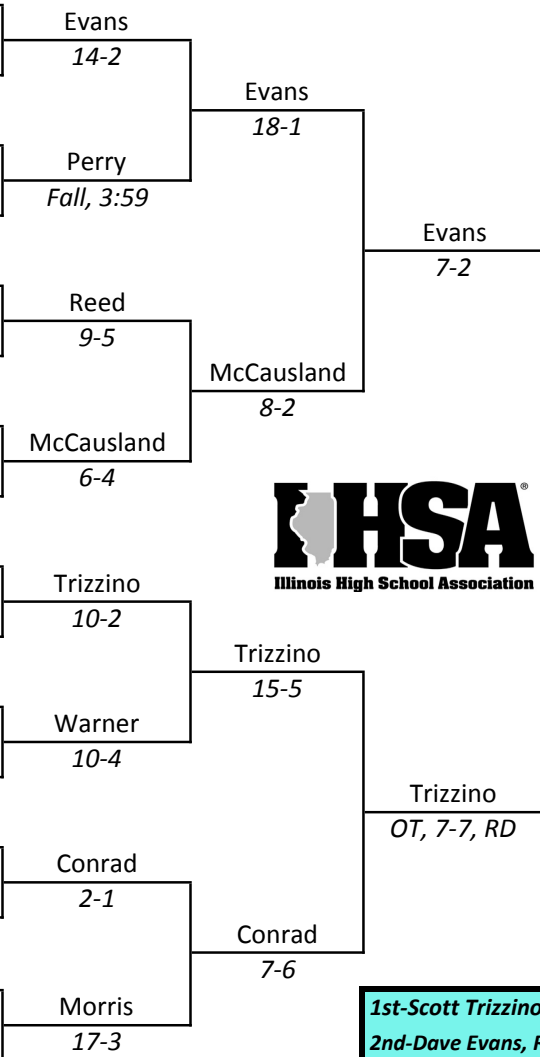 Evans
14-2
Evans
18-1
Perry
Fall, 3:59
Evans
7-2
Reed
9-5
McCausland
8-2
McCausland
6-4
IHSA®
Illinois High School Association
Trizzino
10-2
Trizzino
15-5
Warner
10-4
Trizzino
OT, 7-7, RD
Conrad
2-1
Conrad
7-6
Morris
17-3
1st-Scott Trizzino
2nd-Dave Evans,